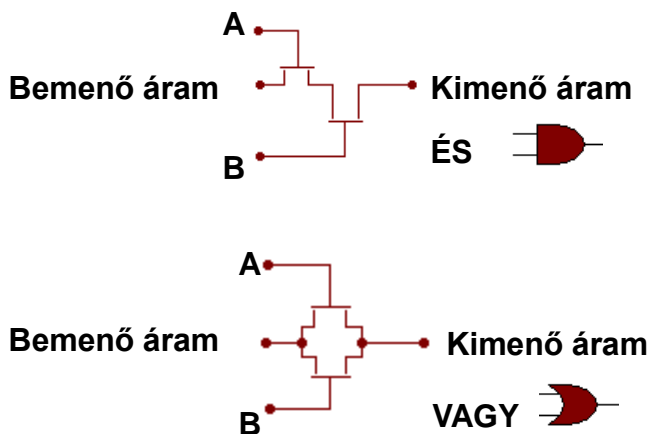 A
Bemenő áram
Kimenő áram
ÉS
B
A
Bemenő áram
Kimenő áram
B
VAGY